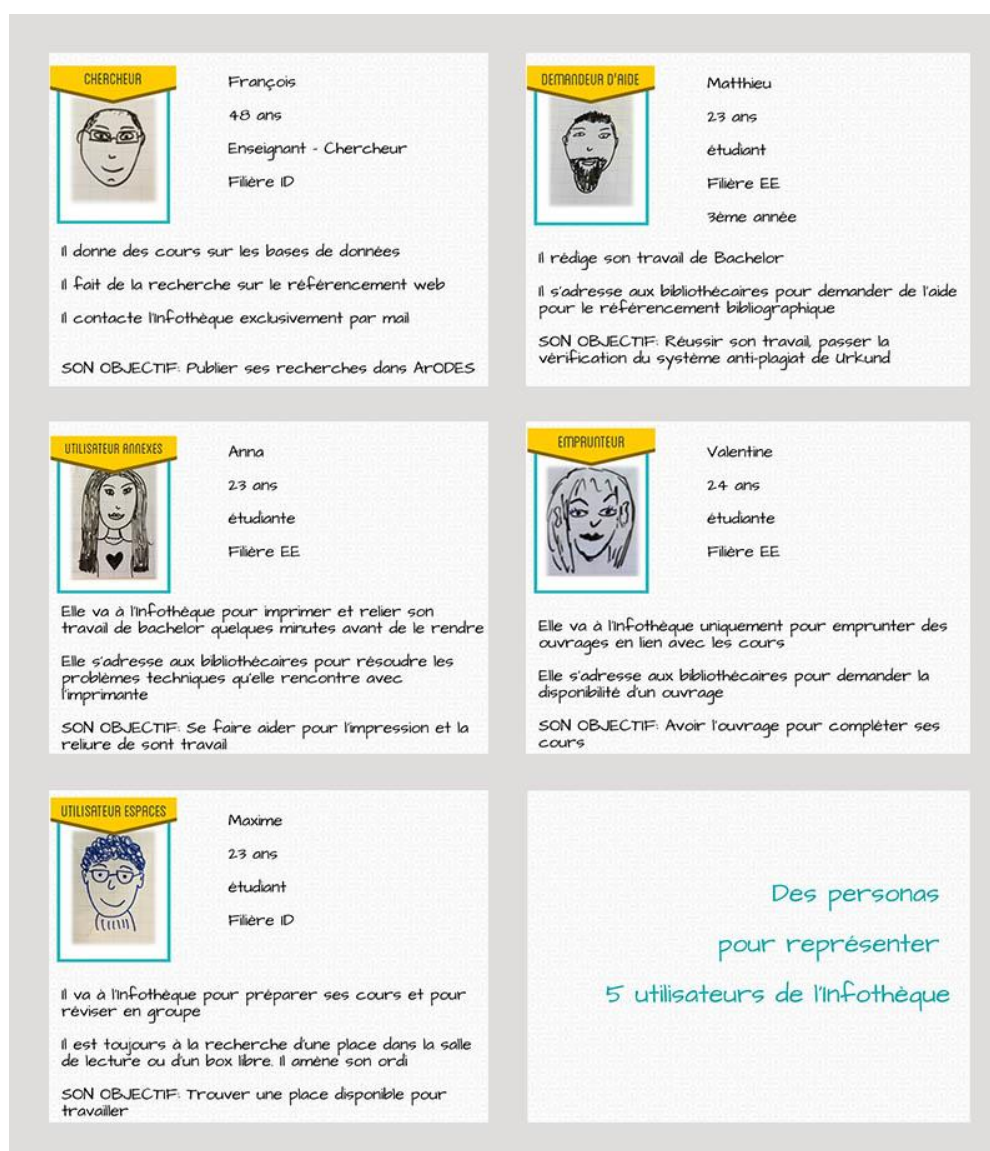 CHERCHEUR
François
48 ans
Enseignant - Chercheur
Filière ID
Il donne des cours sur les bases de données
Il fait de la recherche sur le référencement web
Il contacte l'Infothèque exclusivement par mail
SON OBJECTIF: Publier ses recherches dans ArODES
DEMANDEUR D'AIDE
Matthieu
23 ans
étudiant
Filière EE
3ème année
Il rédige son travail de Bachelor
Il s'adresse aux bibliothécaires pour demander de l'aide
pour le référencement bibliographique
SON OBJECTIF: Réussir son travail, passer la
vérification du système anti-plagiat de Urkund
UTILISATEUR ANNEXES
Anna
23 ans
étudiante
Filière EE
Elle va à l'Infothèque pour imprimer et relier son
travail de bachelor quelques minutes avant de le rendre
Elle s'adresse aux bibliothécaires pour résoudre les
problèmes techniques qu'elle rencontre avec
l'imprimante
SON OBJECTIF: Se faire aider pour l'impression et la
reliure de sont travail
EMPRUNTEUR
Valentine
24 ans
étudiante
Filière EE
Elle va à l'Infothèque uniquement pour emprunter des
ouvrages en lien avec les cours
Elle s'adresse aux bibliothécaires pour demander la
disponibilité d'un ouvrage
SON OBJECTIF: Avoir l'ouvrage pour compléter ses
cours
UTILISATEUR ESPACES
Maxime
23 ans
étudiant
Filière ID
Il va à l'Infothèque pour préparer ses cours et pour
réviser en groupe
Il est toujours à la recherche d'une place dans la salle
de lecture ou d'un box libre. Il amène son ordi
SON OBJECTIF: Trouver une place disponible pour
travailler
Des personas
pour représenter
5 utilisateurs de l'Infothèque